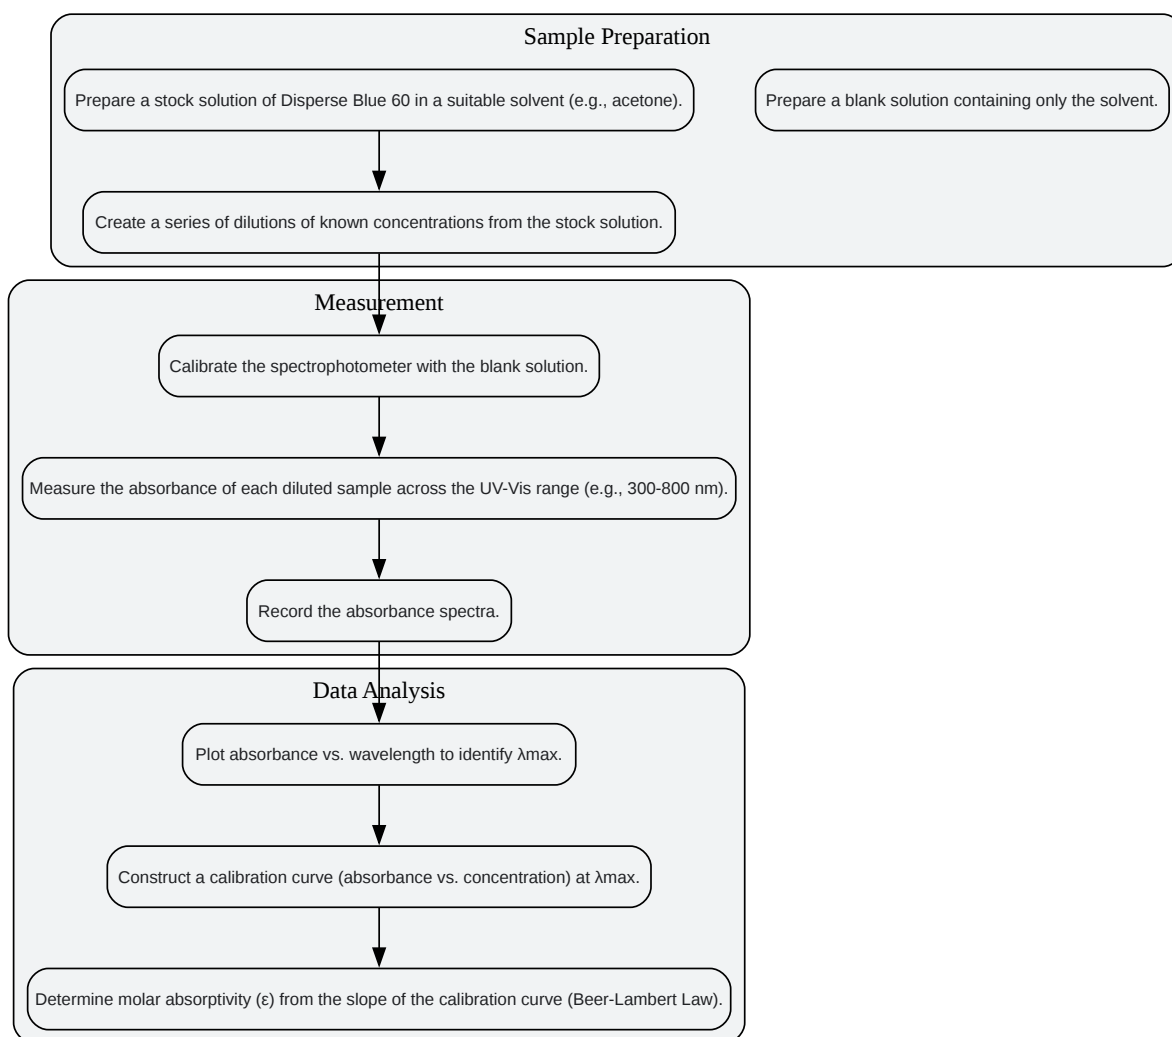 Sample Preparation
Prepare a stock solution of Disperse Blue 60 in a suitable solvent (e.g., acetone).
Prepare a blank solution containing only the solvent.
Create a series of dilutions of known concentrations from the stock solution.
Measurement
Calibrate the spectrophotometer with the blank solution.
Measure the absorbance of each diluted sample across the UV-Vis range (e.g., 300-800 nm).
Record the absorbance spectra.
Data Analysis
Plot absorbance vs. wavelength to identify λmax.
Construct a calibration curve (absorbance vs. concentration) at λmax.
Determine molar absorptivity (ε) from the slope of the calibration curve (Beer-Lambert Law).